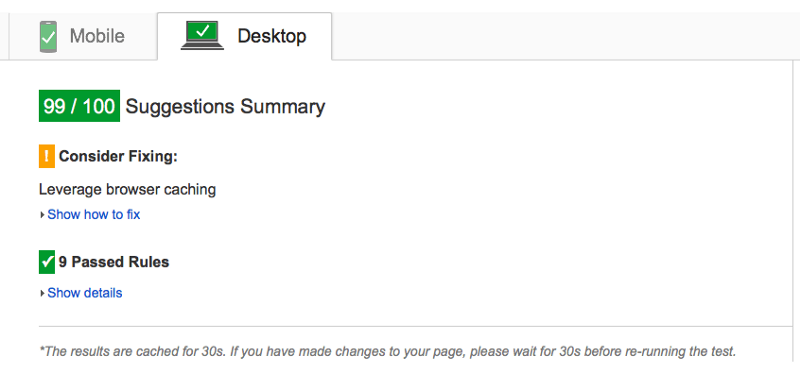 Mobile
Desktop
99 / 100 Suggestions Summary
! Consider Fixing:
Leverage browser caching
Show how to fix
9 Passed Rules
Show details
*The results are cached for 30s. If you have made changes to your page, please wait for 30s before re-running the test.